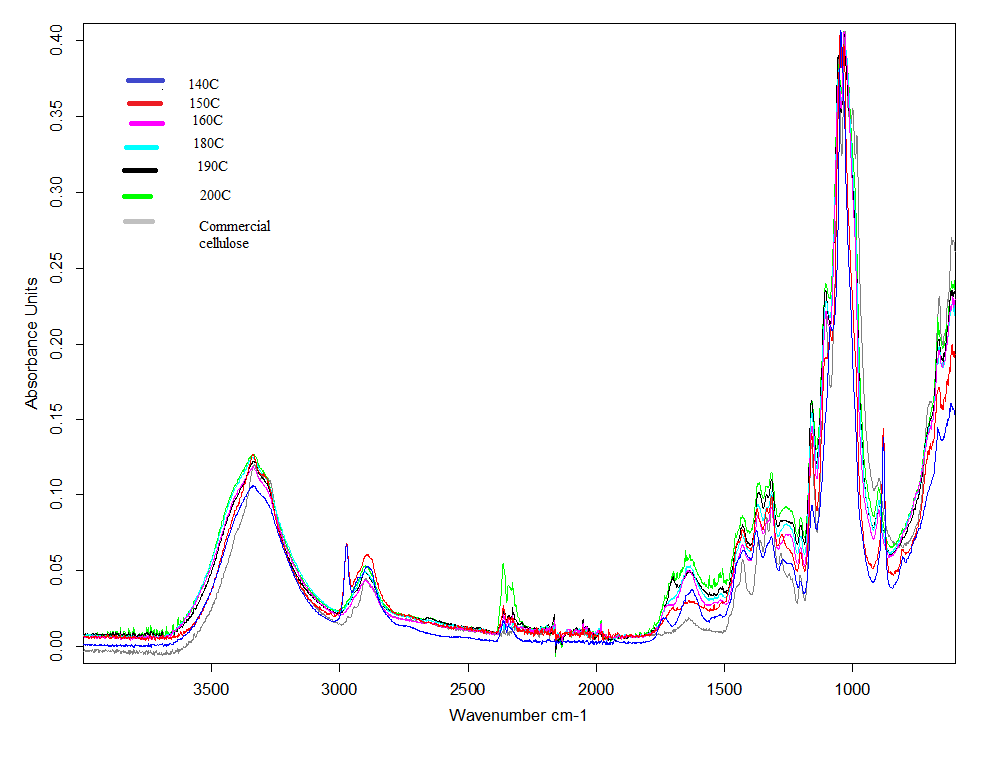 0.40
0.35
0.30
0.25
0.20
0.15
0.10
0.05
0.00
Absorbance Units
140C
150C
160C
180C
190C
200C
Commercial
cellulose
3500 3000 2500 2000 1500 1000
Wavenumber cm-1